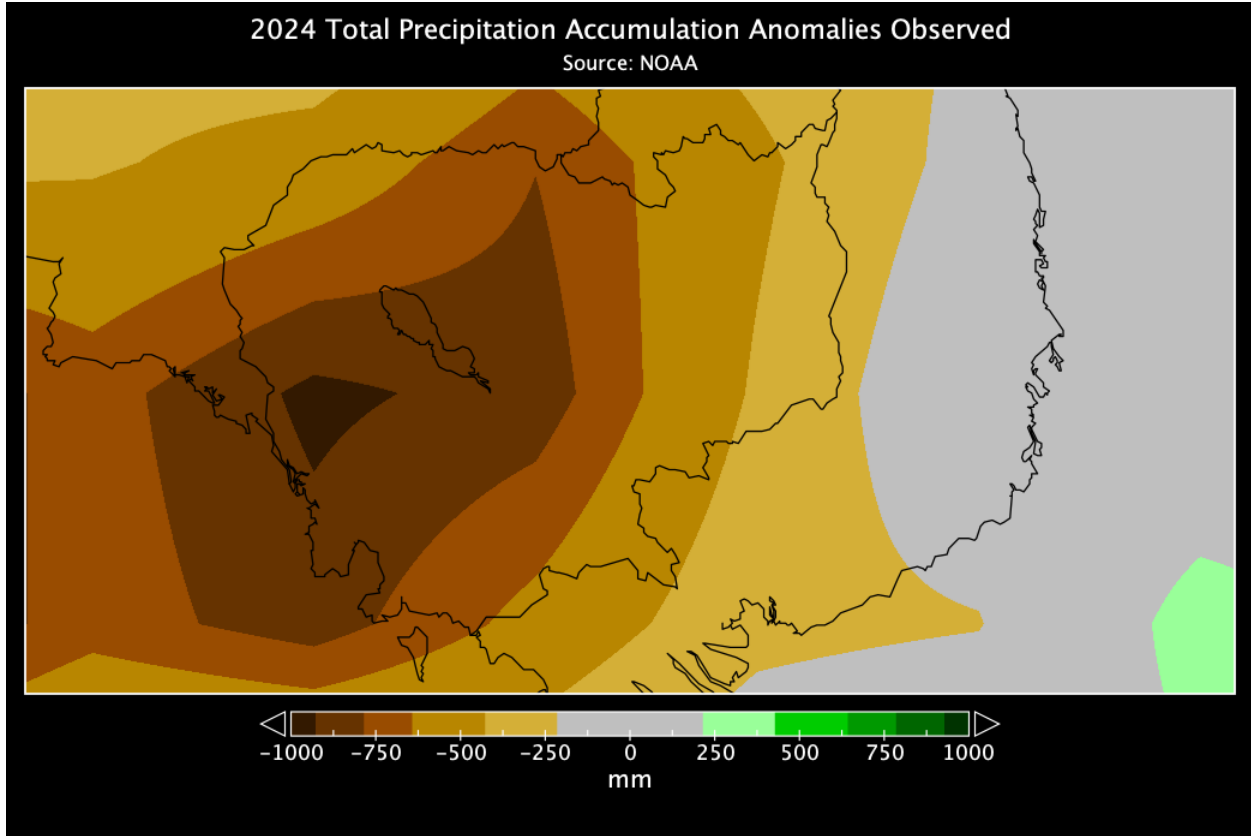 2024 Total Precipitation Accumulation Anomalies Observed
Source: NOAA
−1000 −750 −500 −250 0 250 500 750 1000
mm